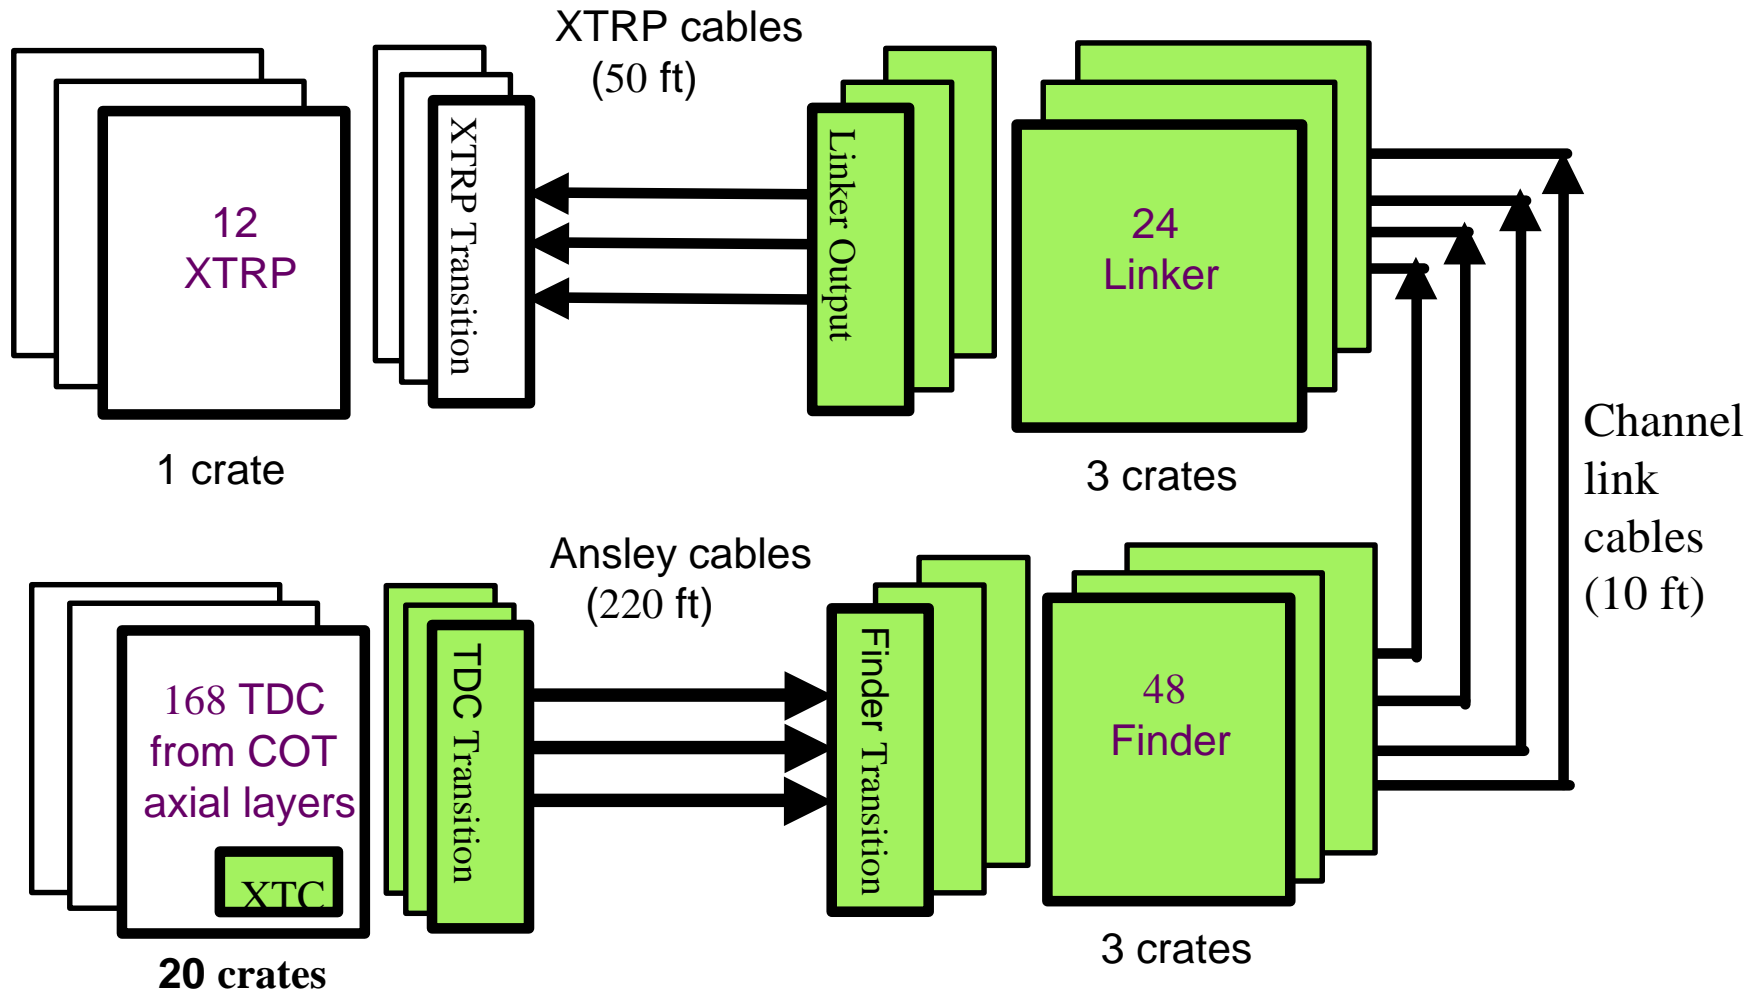 XTRP cables
(50 ft)
12
XTRP
XTRP Transition
Linker Output
24
Linker
1 crate
3 crates
Channel
link
cables
(10 ft)
Ansley cables
(220 ft)
168 TDC
from COT
axial layers
XTC
TDC Transition
Finder Transition
48
Finder
20 crates
3 crates